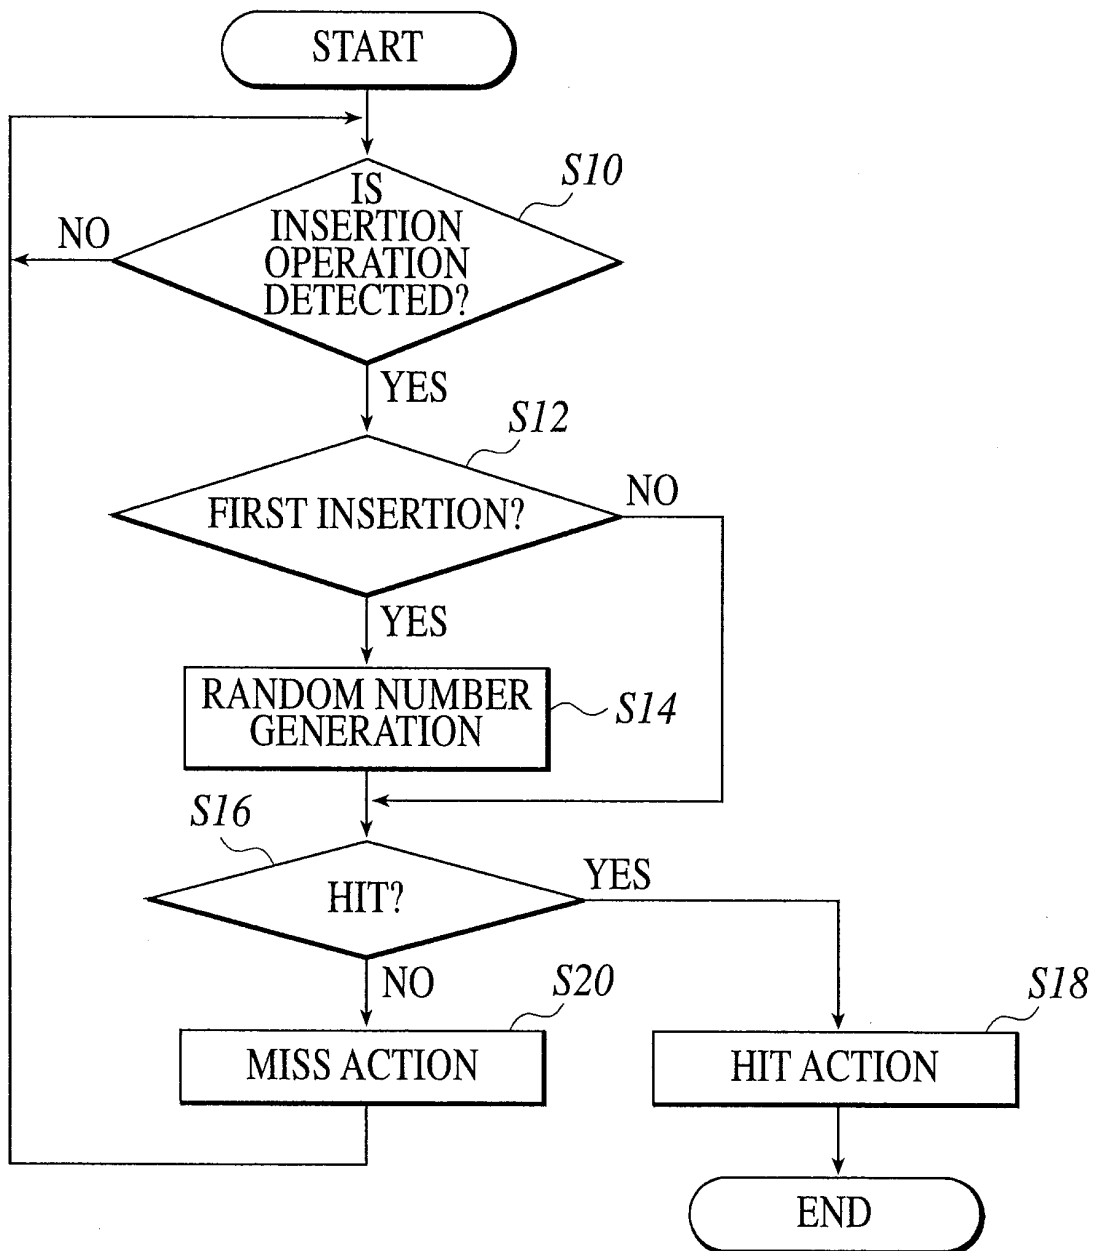 START
S10
IS
INSERTION
OPERATION
DETECTED?
NO
YES
S12
FIRST INSERTION?
NO
YES
RANDOM NUMBER
GENERATION
S14
S16
HIT?
YES
NO
S20
MISS ACTION
S18
HIT ACTION
END